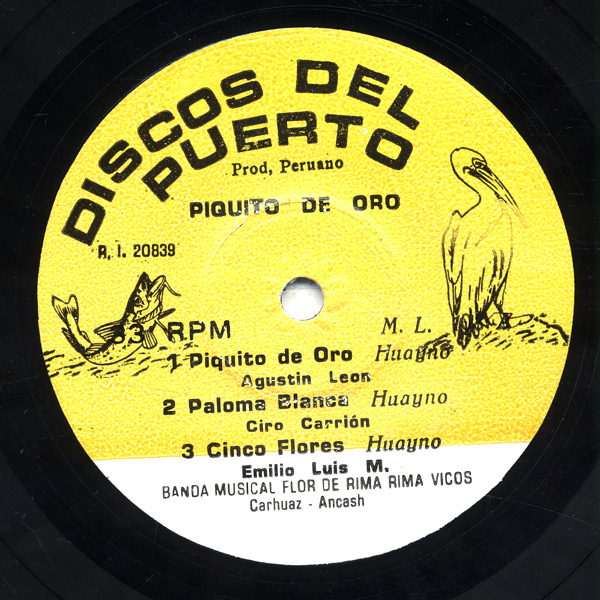 DISCOS DEL
PUERTO
Prod, Peruano
PIQUITO DE ORO
R. I. 20839
33 RPM M. L.
1 Piquito de Oro Huayno
Agustin Leon
2 Paloma Blanca Huayno
Ciro Carrión
3 Cinco Flores Huayno
Emilio Luis M.
BANDA MUSICAL FLOR DE RIMA RIMA VICOS
Carhuaz - Ancash